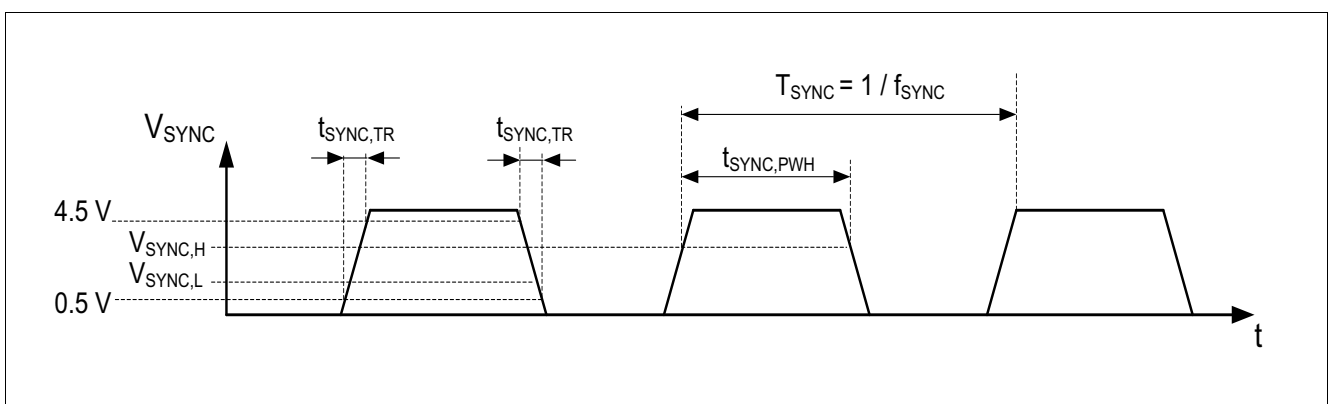 T_SYNC = 1 / f_SYNC
V_SYNC
t_SYNC,TR
t_SYNC,TR
t_SYNC,PWH
4.5 V
V_SYNC,H
V_SYNC,L
0.5 V
t